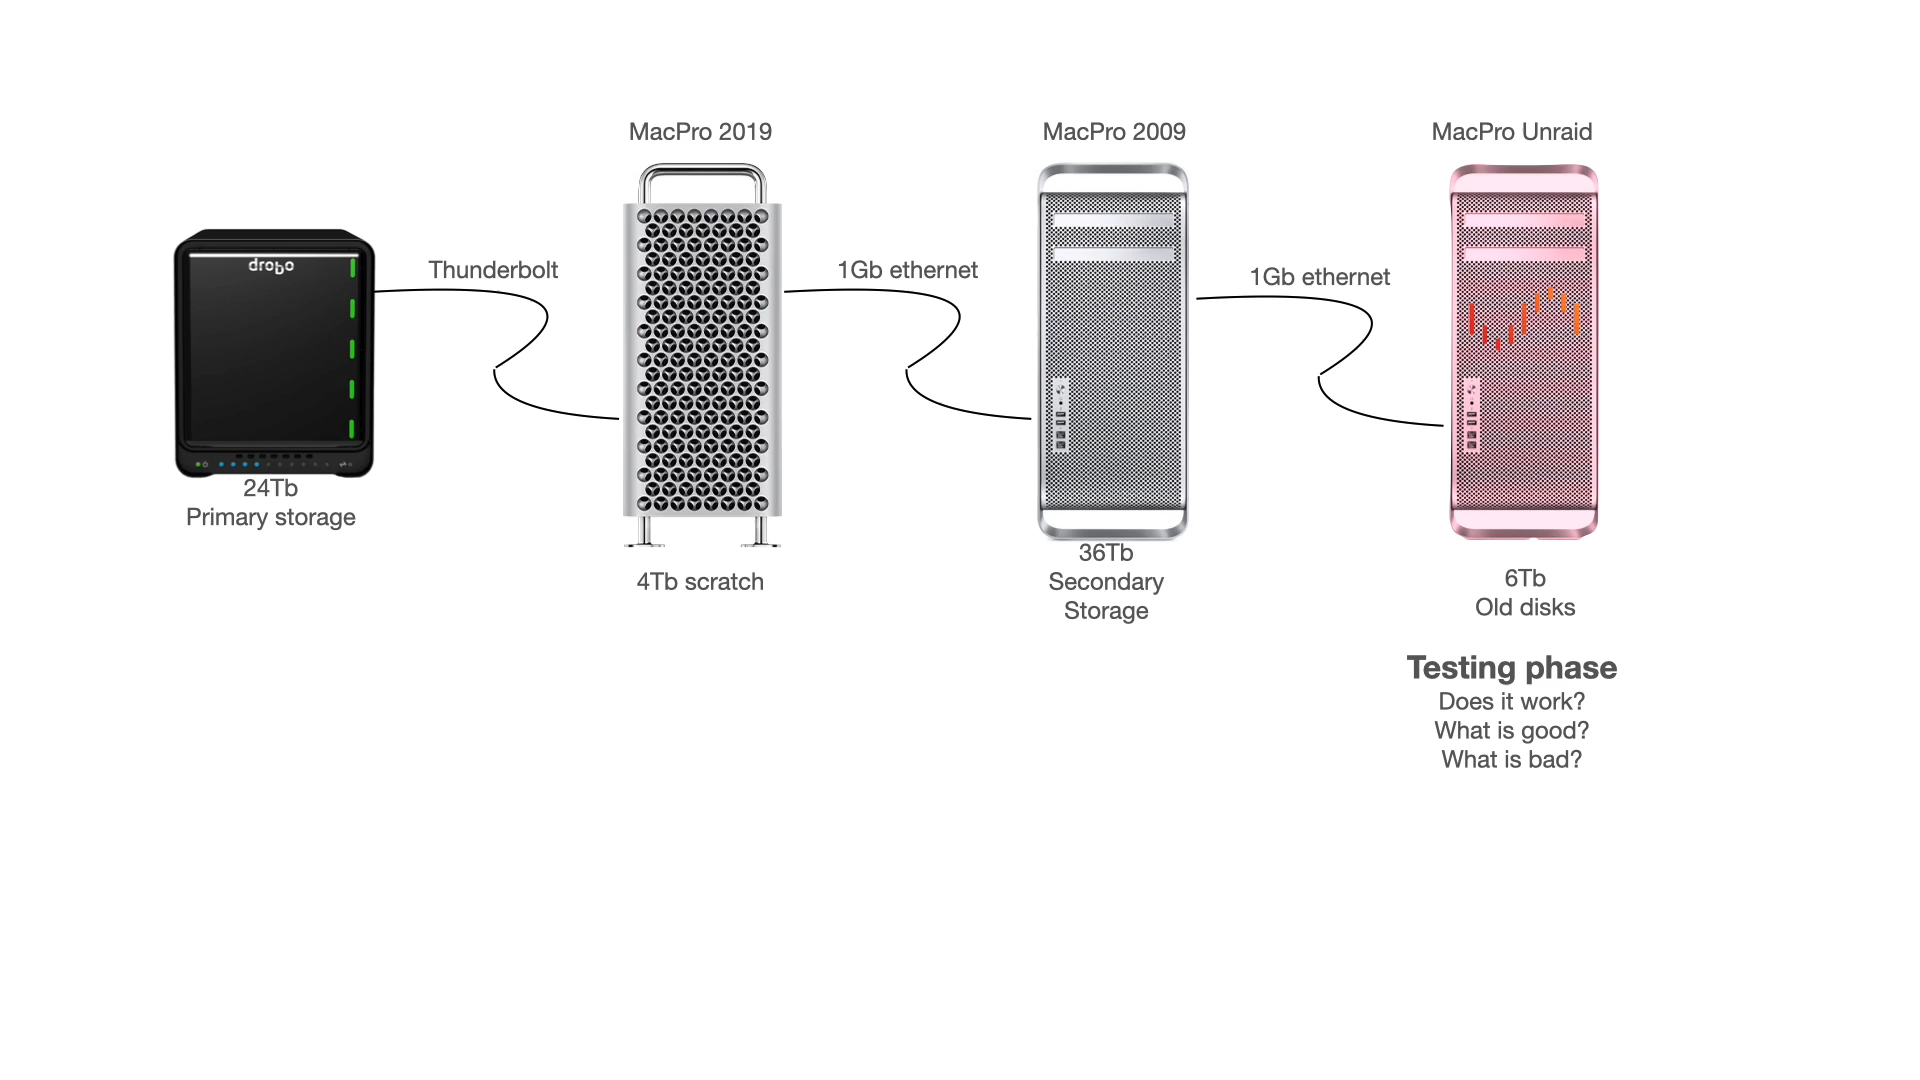 MacPro 2019
MacPro 2009
MacPro Unraid
drobo
Thunderbolt
1Gb ethernet
1Gb ethernet
24Tb
Primary storage
4Tb scratch
36Tb
Secondary
Storage
6Tb
Old disks
Testing phase
Does it work?
What is good?
What is bad?